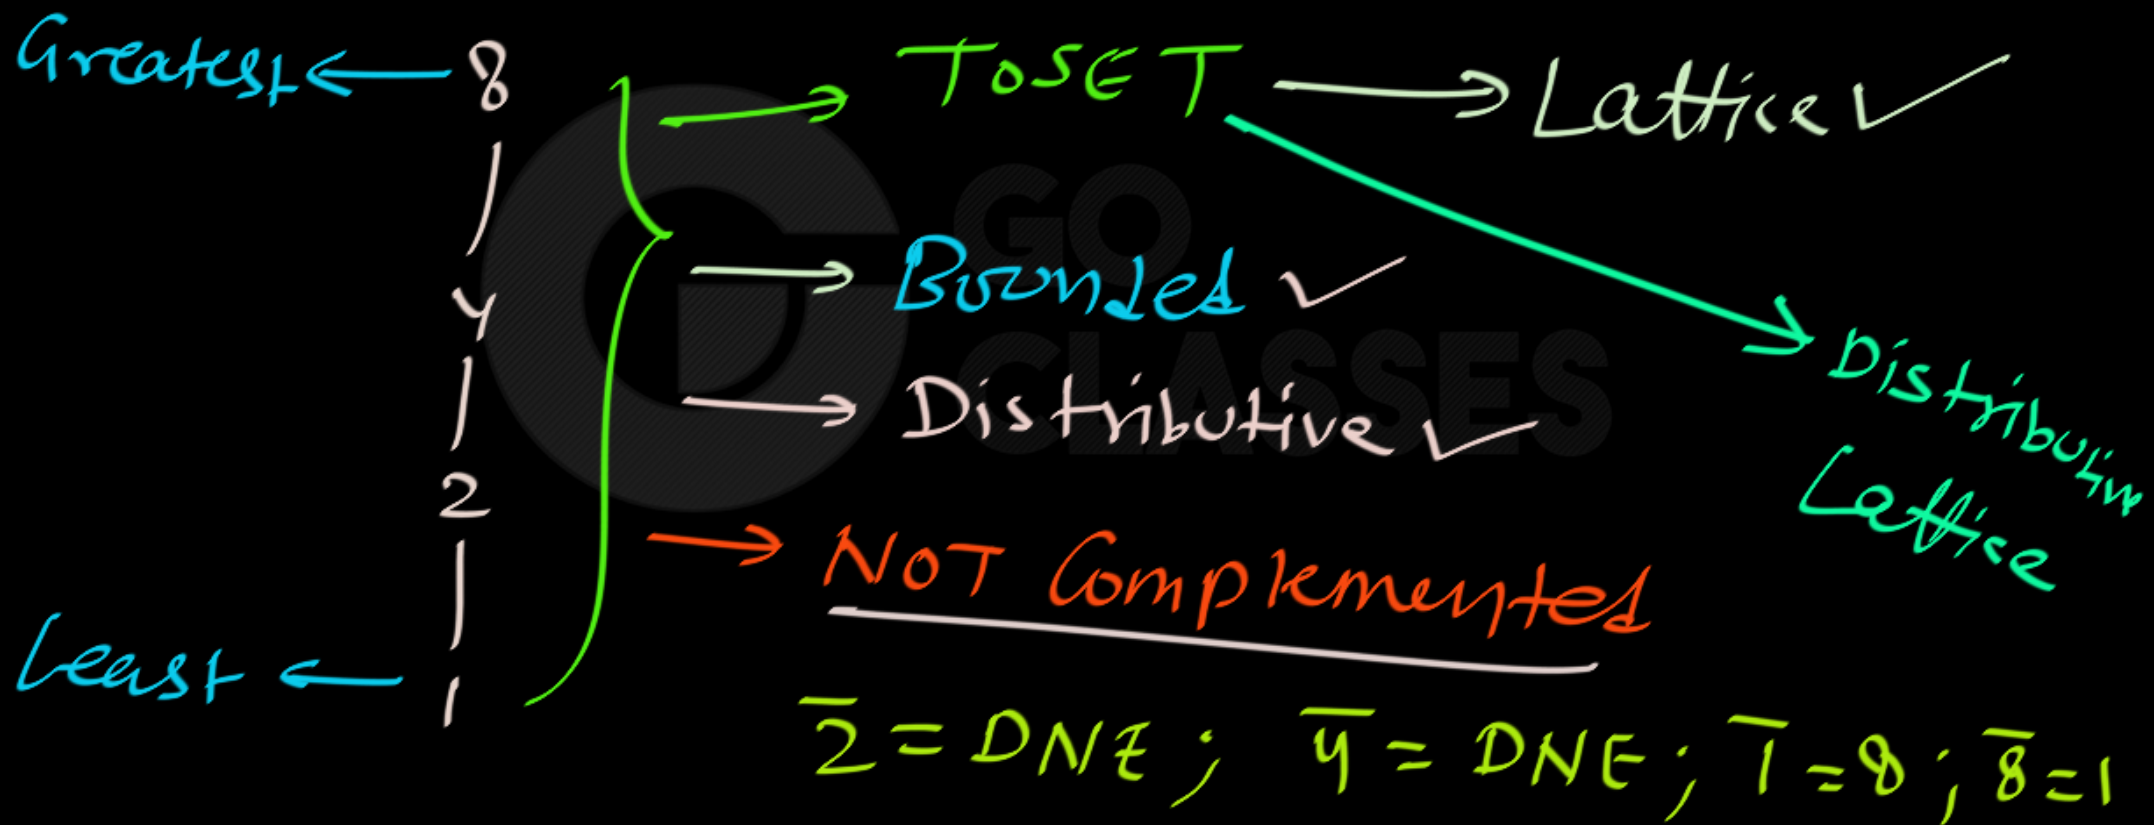 Greatest ← 8 → TOSET → Lattice ✓
4 → Bounded ✓
Distributive Lattice
→ Distributive ✓
2
→ NOT Complemented
Least ← 1
2̅ = DNE ; 4̅ = DNE ; 1̅ = 8 ; 8̅ = 1
GO
CLASSES